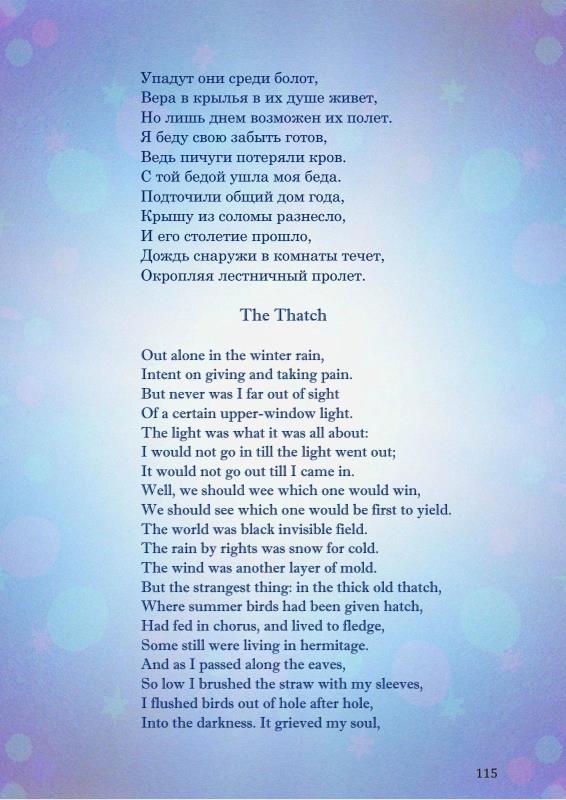 Упадут они среди болот,
Вера в крылья в их душе живет,
Но лишь днем возможен их полет.
Я беду свою забыть готов,
Ведь пичуги потеряли кров.
С той бедой ушла моя беда.
Подточили общий дом года,
Крышу из соломы разнесло,
И его столетие прошло,
Дождь снаружи в комнаты течет,
Окропляя лестничный пролет.
The Thatch
Out alone in the winter rain,
Intent on giving and taking pain.
But never was I far out of sight
Of a certain upper-window light.
The light was what it was all about:
I would not go in till the light went out;
It would not go out till I came in.
Well, we should wee which one would win,
We should see which one would be first to yield.
The world was black invisible field.
The rain by rights was snow for cold.
The wind was another layer of mold.
But the strangest thing: in the thick old thatch,
Where summer birds had been given hatch,
Had fed in chorus, and lived to fledge,
Some still were living in hermitage.
And as I passed along the eaves,
So low I brushed the straw with my sleeves,
I flushed birds out of hole after hole,
Into the darkness. It grieved my soul,
115